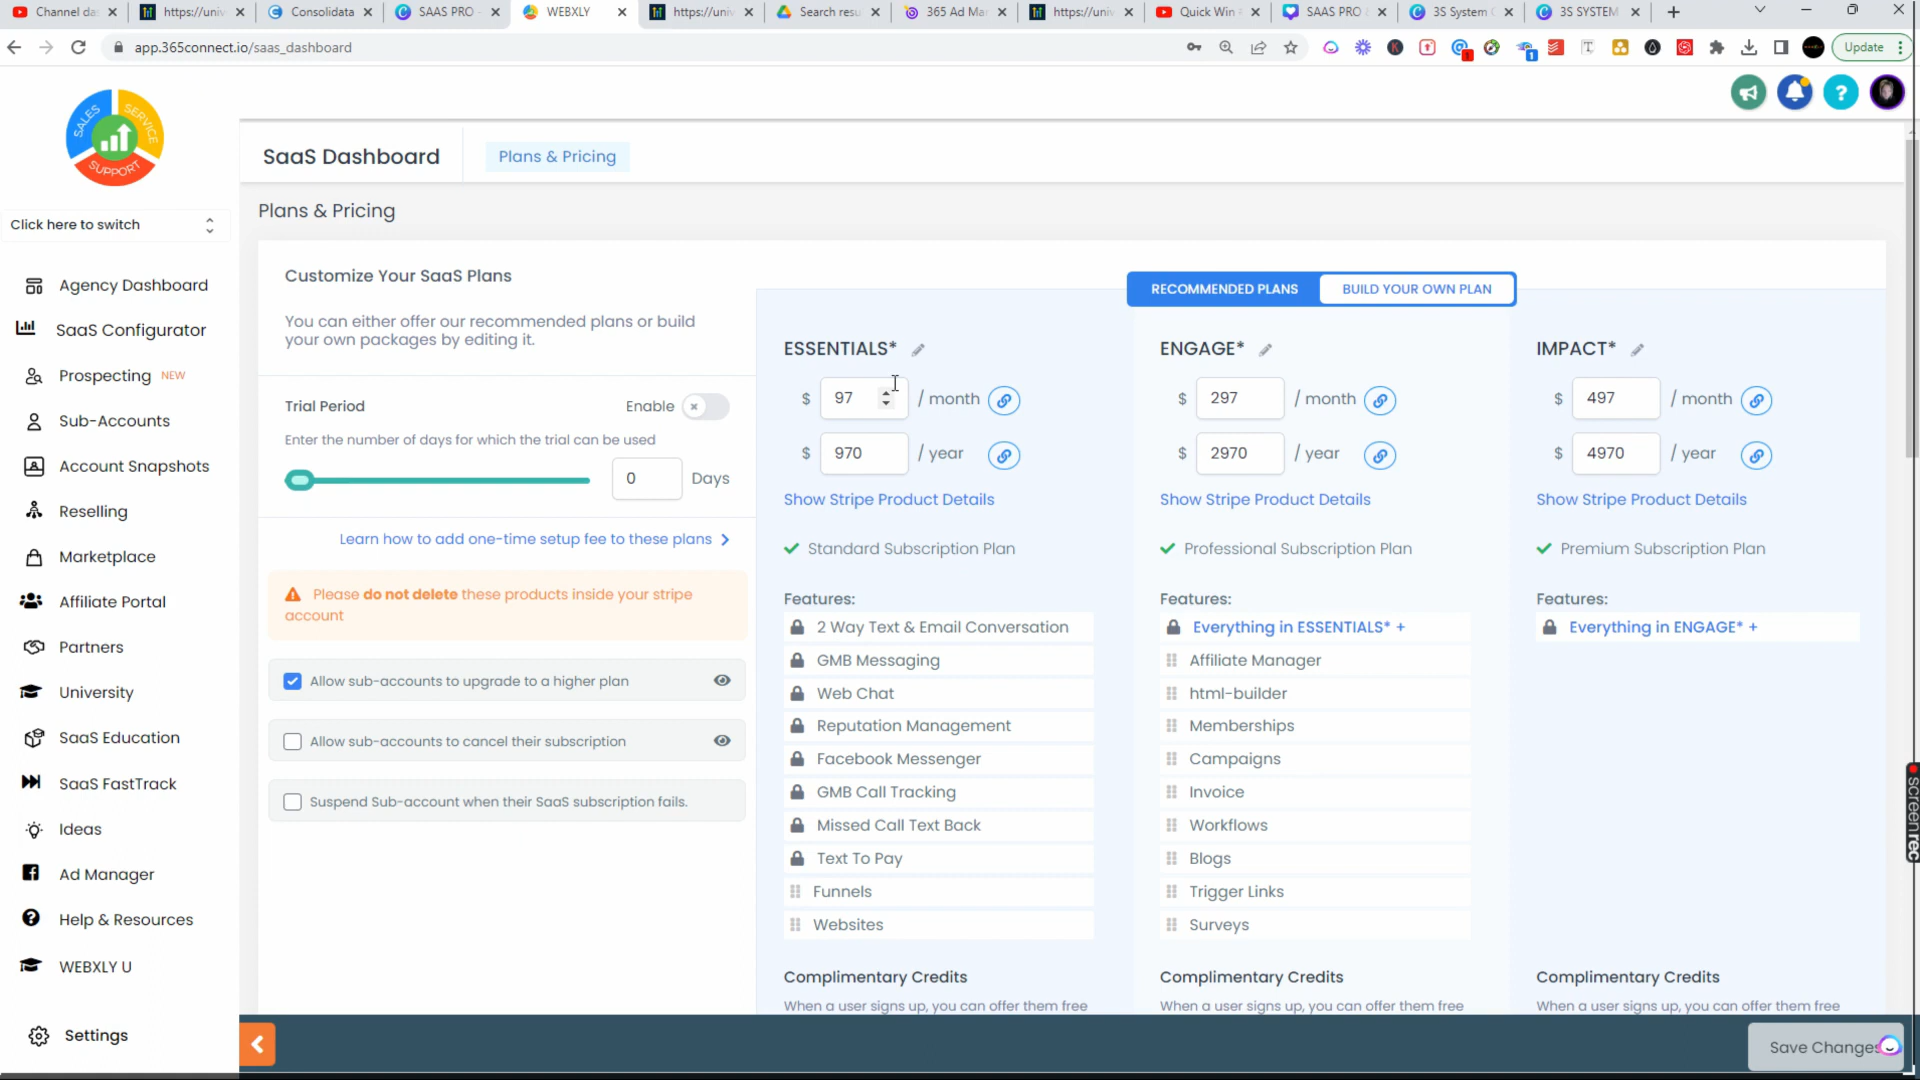 Channel da
https://univ
Consolidata
SAAS PRO -
WEBXLY
https://univ
Search resu
365 Ad Mar
https://univ
Quick Win
SAAS PRO
3S System
3S SYSTEM
app.365connect.io/saas_dashboard
Update
SALES
SERVICE
SUPPORT
Click here to switch
Agency Dashboard
SaaS Configurator
Prospecting NEW
Sub-Accounts
Account Snapshots
Reselling
Marketplace
Affiliate Portal
Partners
University
SaaS Education
SaaS FastTrack
Ideas
Ad Manager
Help & Resources
WEBXLY U
Settings
SaaS Dashboard
Plans & Pricing
Plans & Pricing
Customize Your SaaS Plans
You can either offer our recommended plans or build
your own packages by editing it.
Trial Period
Enable
Enter the number of days for which the trial can be used
0 Days
Learn how to add one-time setup fee to these plans
Please do not delete these products inside your stripe
account
Allow sub-accounts to upgrade to a higher plan
Allow sub-accounts to cancel their subscription
Suspend Sub-account when their SaaS subscription fails.
RECOMMENDED PLANS
BUILD YOUR OWN PLAN
ESSENTIALS*
$ 97 / month
$ 970 / year
Show Stripe Product Details
Standard Subscription Plan
Features:
2 Way Text & Email Conversation
GMB Messaging
Web Chat
Reputation Management
Facebook Messenger
GMB Call Tracking
Missed Call Text Back
Text To Pay
Funnels
Websites
Complimentary Credits
When a user signs up, you can offer them free
ENGAGE*
$ 297 / month
$ 2970 / year
Show Stripe Product Details
Professional Subscription Plan
Features:
Everything in ESSENTIALS* +
Affiliate Manager
html-builder
Memberships
Campaigns
Invoice
Workflows
Blogs
Trigger Links
Surveys
Complimentary Credits
When a user signs up, you can offer them free
IMPACT*
$ 497 / month
$ 4970 / year
Show Stripe Product Details
Premium Subscription Plan
Features:
Everything in ENGAGE* +
Complimentary Credits
When a user signs up, you can offer them free
Save Changes
screenrec